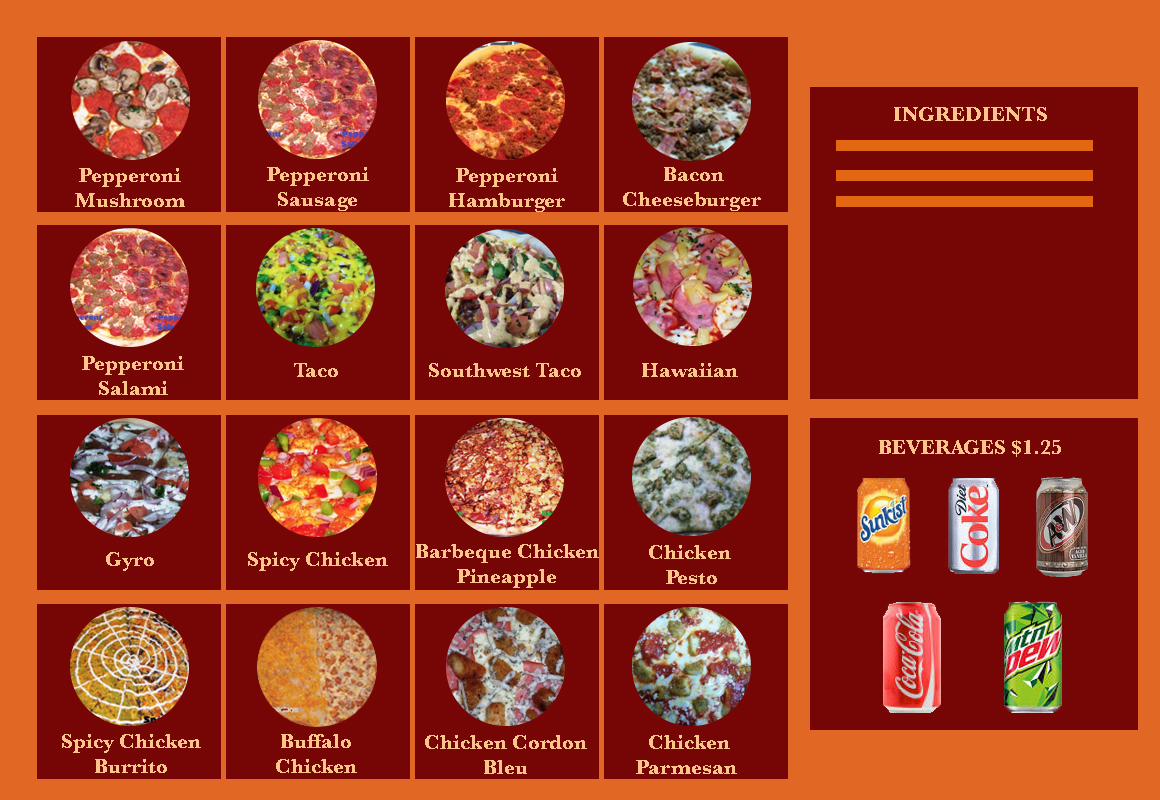 Pepperoni
Mushroom
Pepperoni
Sausage
Pepperoni
Hamburger
Bacon
Cheeseburger
Pepperoni
Salami
Taco
Southwest Taco
Hawaiian
Gyro
Spicy Chicken
Barbeque Chicken
Pineapple
Chicken
Pesto
Spicy Chicken
Burrito
Buffalo
Chicken
Chicken Cordon
Bleu
Chicken
Parmesan
INGREDIENTS
BEVERAGES $1.25
Sunkist
Diet
Coke
A&W
Coca-Cola
mtn
Dew